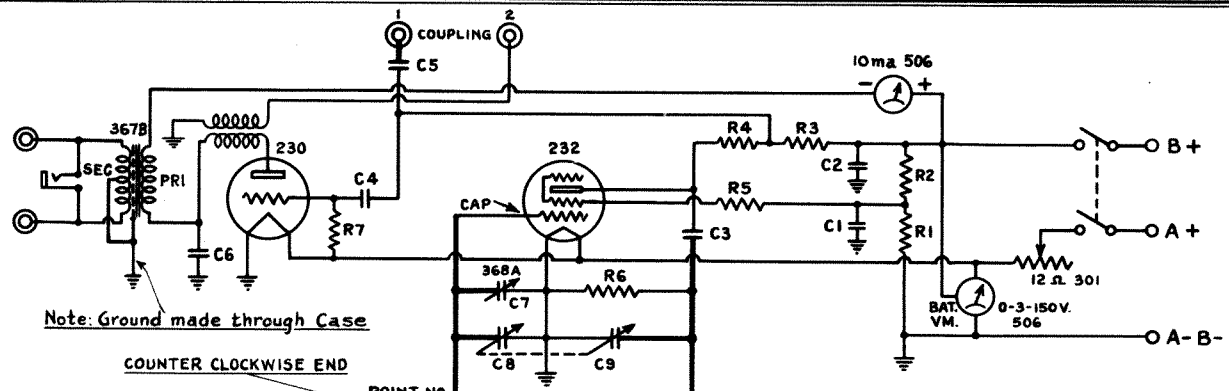 1
2
COUPLING
C5
10ma 506
- +
367B
SEC
PRI
230
C4
R7
C6
232
CAP
R4
R3
R5
C2
R2
C1
R1
C3
B+
A+
12 Ω 301
368A
C7
R6
BAT. VM.
0-3-150V.
506
A- B-
C8
C9
Note: Ground made through Case
COUNTER CLOCKWISE END
POINT NO.